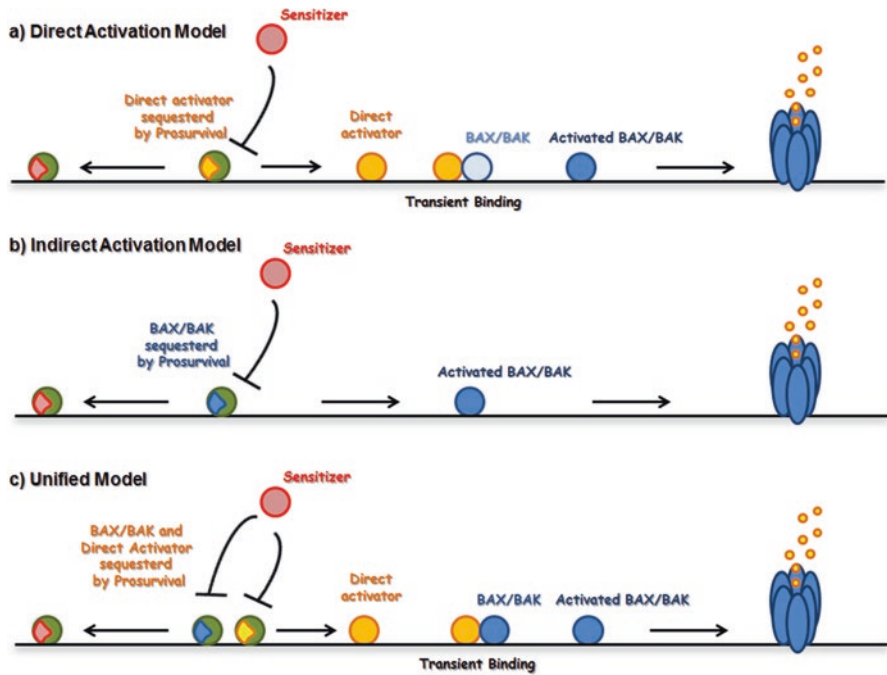 a) Direct Activation Model
Sensitizer
Direct activator
sequesterd
by Prosurvival
Direct
activator
BAX/BAK
Activated BAX/BAK
Transient Binding
b) Indirect Activation Model
Sensitizer
BAX/BAK
sequesterd
by Prosurvival
Activated BAX/BAK
c) Unified Model
Sensitizer
BAX/BAK and
Direct Activator
sequesterd
by Prosurvival
Direct
activator
BAX/BAK
Activated BAX/BAK
Transient Binding